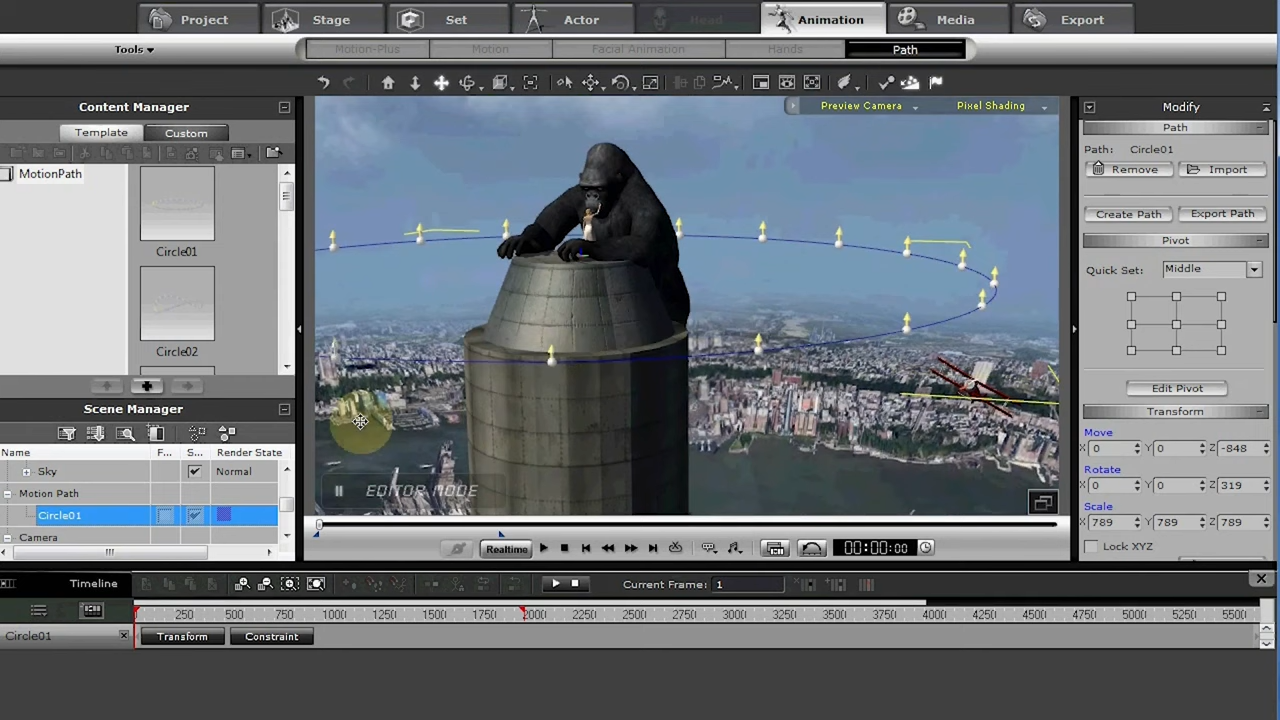 Project Stage Set Actor Head Animation Media Export
Tools Motion-Plus Motion Facial Animation Hands Path
Content Manager
Template Custom
MotionPath
Circle01
Circle02
Scene Manager
Name F... S... Render State
Sky Normal
Motion Path
Circle01
Camera
Preview Camera Pixel Shading
EDITOR MODE
Realtime 00:00:00
Modify
Path
Path: Circle01
Remove Import
Create Path Export Path
Pivot
Quick Set: Middle
Edit Pivot
Transform
Move
X 0 Y 0 Z -848
Rotate
X 0 Y 0 Z 319
Scale
X 789 Y 789 Z 789
Lock XYZ
Timeline Current Frame: 1
250 500 750 1000 1250 1500 1750 2000 2250 2500 2750 3000 3250 3500 3750 4000 4250 4500 4750 5000 5250 5500
Circle01 Transform Constraint